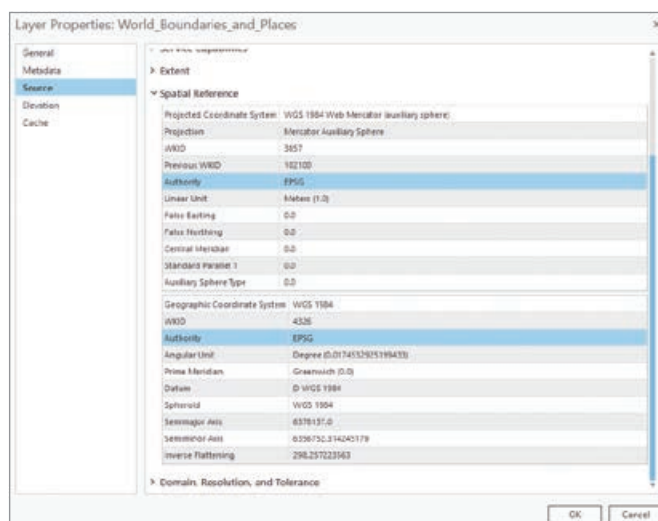 Layer Properties: World_Boundaries_and_Places
General
Metadata
Source
Elevation
Cache
Service Capabilities
Extent
Spatial Reference
Projected Coordinate System WGS 1984 Web Mercator (auxiliary sphere)
Projection Mercator Auxiliary Sphere
WKID 3857
Previous WKID 102100
Authority EPSG
Linear Unit Meters (1.0)
False Easting 0.0
False Northing 0.0
Central Meridian 0.0
Standard Parallel 1 0.0
Auxiliary Sphere Type 0.0
Geographic Coordinate System WGS 1984
WKID 4326
Authority EPSG
Angular Unit Degree (0.0174532925199433)
Prime Meridian Greenwich (0.0)
Datum D WGS 1984
Spheroid WGS 1984
Semimajor Axis 6378137.0
Semiminor Axis 6356752.314245179
Inverse Flattening 298.257223563
Domain, Resolution, and Tolerance
OK Cancel